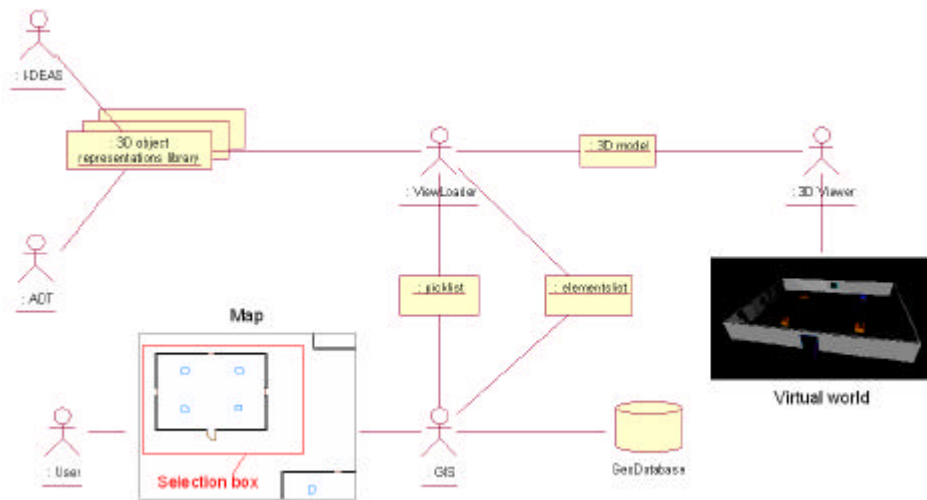 : I-DEAS
: 3D object
representations library
: ViewLoader
: 3D model
: 3D Viewer
: ADT
: picklist
: elementslist
Map
Virtual world
: User
Selection box
: GIS
GeoDatabase